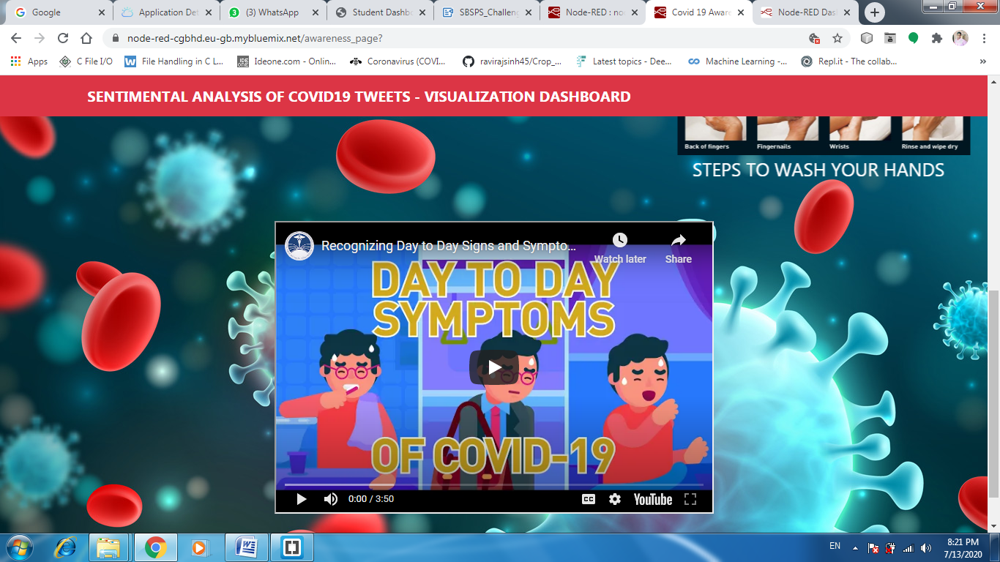 Google
Application Det
(3) WhatsApp
Student Dashbo
SBSPS_Challeng
Node-RED : nod
Covid 19 Aware
Node-RED Das
node-red-cgbhd.eu-gb.mybluemix.net/awareness_page?
Apps
C File I/O
File Handling in C L...
Ideone.com - Onlin...
Coronavirus (COVI...
ravirajsinh45/Crop_...
Latest topics - Dee...
Machine Learning -...
Repl.it - The collab...
»
SENTIMENTAL ANALYSIS OF COVID19 TWEETS - VISUALIZATION DASHBOARD
Back of fingers
Fingernails
Wrists
Rinse and wipe dry
STEPS TO WASH YOUR HANDS
Recognizing Day to Day Signs and Sympto...
Watch later
Share
DAY TO DAY
SYMPTOMS
OF COVID-19
0:00 / 3:50
CC
YouTube
EN
8:21 PM
7/13/2020